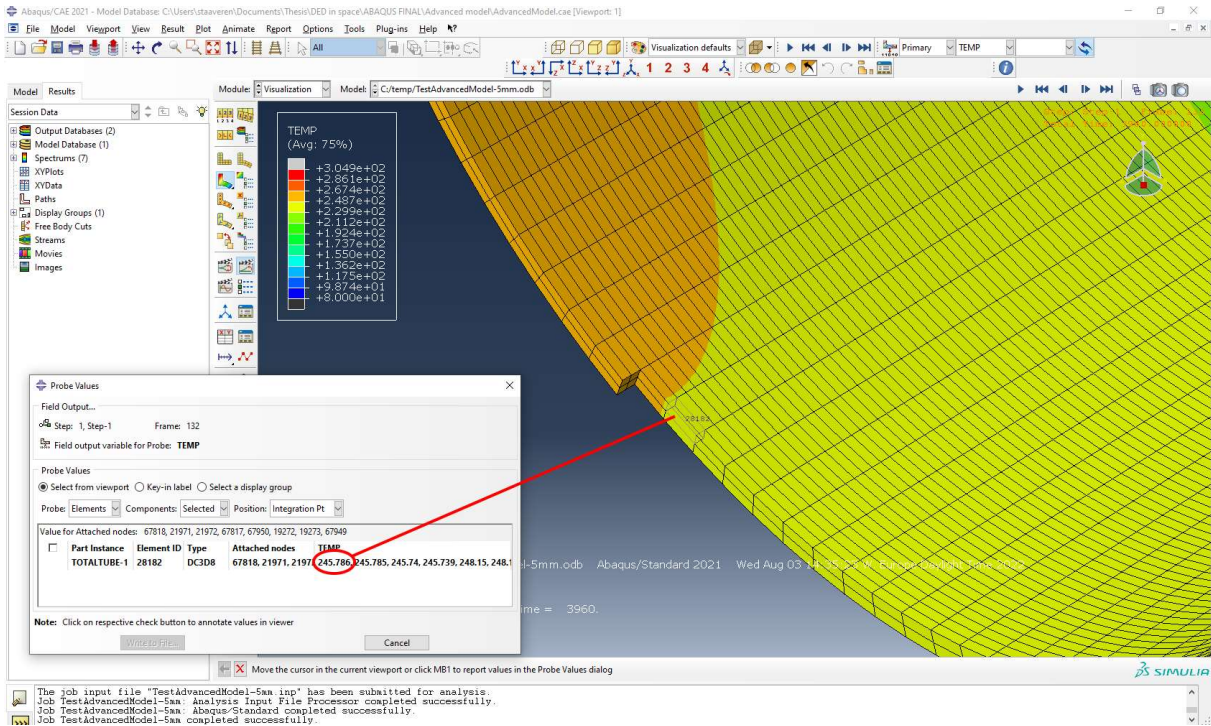 Abaqus/CAE 2021 - Model Database: C:\Users\staaveren\Documents\Thesis\DED in space\ABAQUS FINAL\Advanced model\AdvancedModel.cae [Viewport: 1]
File Model Viewport View Result Plot Animate Report Options Tools Plug-ins Help
All Visualization defaults Primary TEMP
1 2 3 4
Model Results Module: Visualization Model: C:/temp/TestAdvancedModel-5mm.odb
Session Data
Output Databases (2)
Model Database (1)
Spectrums (7)
XYPlots
XYData
Paths
Display Groups (1)
Free Body Cuts
Streams
Movies
Images
TEMP
(Avg: 75%)
+3.049e+02
+2.861e+02
+2.674e+02
+2.487e+02
+2.299e+02
+2.112e+02
+1.924e+02
+1.737e+02
+1.550e+02
+1.362e+02
+1.175e+02
+9.874e+01
+8.000e+01
28182
Probe Values
Field Output...
Step: 1, Step-1 Frame: 132
Field output variable for Probe: TEMP
Probe Values
Select from viewport Key-in label Select a display group
Probe: Elements Components: Selected Position: Integration Pt
Value for Attached nodes: 67818, 21971, 21972, 67817, 67950, 19272, 19273, 67949
Part Instance Element ID Type Attached nodes TEMP
TOTALTUBE-1 28182 DC3D8 67818, 21971, 2197 245.786, 245.785, 245.74, 245.739, 248.15, 248.1
Note: Click on respective check button to annotate values in viewer
Write to File... Cancel
l-5mm.odb Abaqus/Standard 2021 Wed Aug 03
me = 3960.
Move the cursor in the current viewport or click MB1 to report values in the Probe Values dialog
SIMULIA
The job input file "TestAdvancedModel-5mm.inp" has been submitted for analysis.
Job TestAdvancedModel-5mm: Analysis Input File Processor completed successfully.
Job TestAdvancedModel-5mm: Abaqus/Standard completed successfully.
Job TestAdvancedModel-5mm completed successfully.